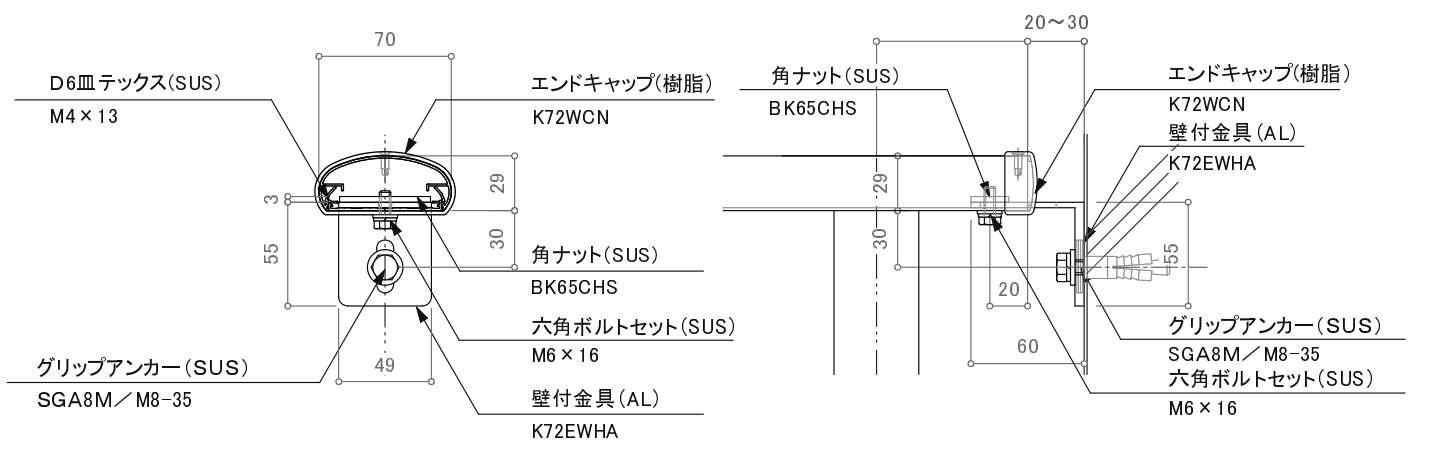 70
D6皿テックス(SUS)
M4×13
エンドキャップ(樹脂)
K72WCN
29
3
30
55
角ナット(SUS)
BK65CHS
六角ボルトセット(SUS)
M6×16
グリップアンカー(SUS)
SGA8M／M8-35
49
壁付金具(AL)
K72EWHA
20～30
角ナット(SUS)
BK65CHS
エンドキャップ(樹脂)
K72WCN
壁付金具(AL)
K72EWHA
29
30
55
20
60
グリップアンカー(SUS)
SGA8M／M8-35
六角ボルトセット(SUS)
M6×16